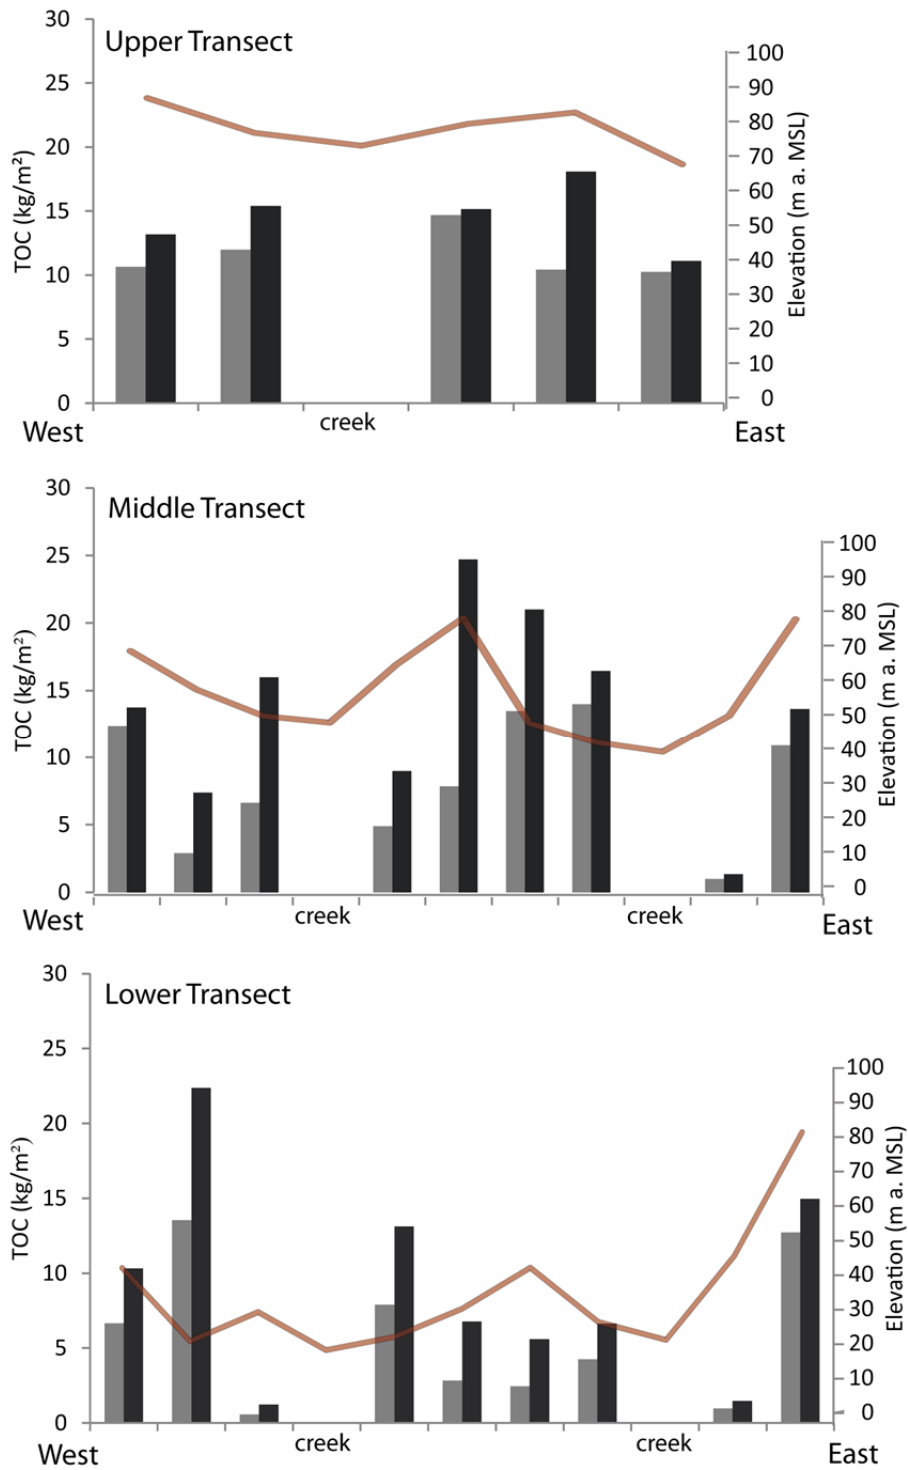 Upper Transect
30
25
20
15
10
5
0
TOC (kg/m²)
100
90
80
70
60
50
40
30
20
10
0
Elevation (m a. MSL)
West
creek
East
Middle Transect
30
25
20
15
10
5
0
TOC (kg/m²)
100
90
80
70
60
50
40
30
20
10
0
Elevation (m a. MSL)
West
creek
creek
East
Lower Transect
30
25
20
15
10
5
0
TOC (kg/m²)
100
90
80
70
60
50
40
30
20
10
0
Elevation (m a. MSL)
West
creek
creek
East